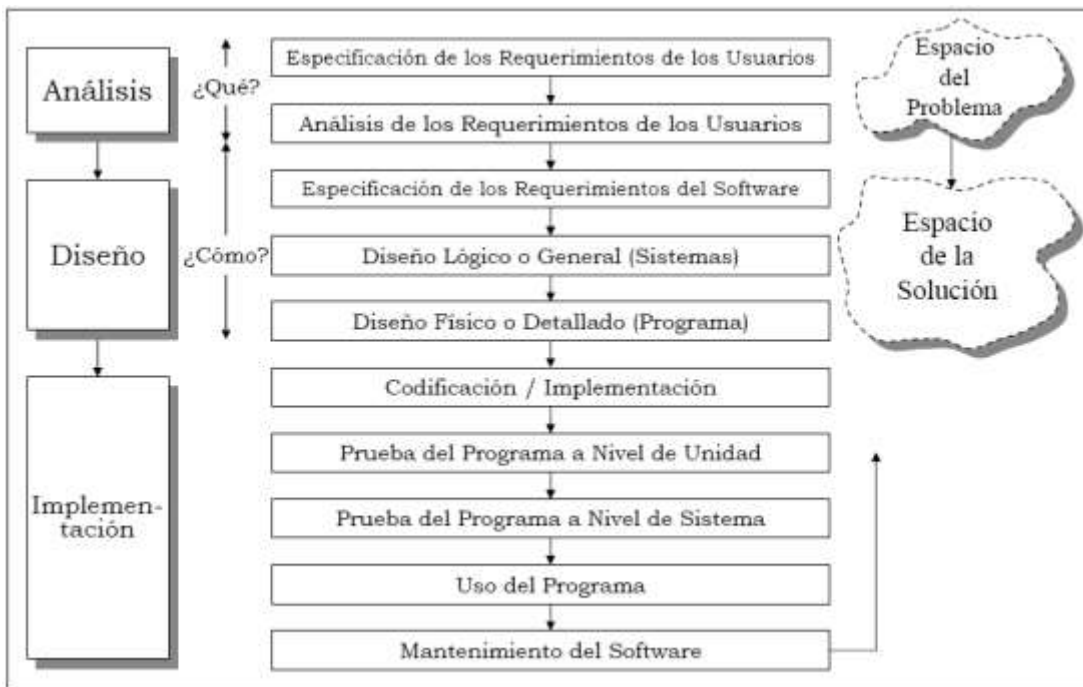 Análisis
¿Qué?
Diseño
¿Cómo?
Implemen-
tación
Especificación de los Requerimientos de los Usuarios
Análisis de los Requerimientos de los Usuarios
Especificación de los Requerimientos del Software
Diseño Lógico o General (Sistemas)
Diseño Físico o Detallado (Programa)
Codificación / Implementación
Prueba del Programa a Nivel de Unidad
Prueba del Programa a Nivel de Sistema
Uso del Programa
Mantenimiento del Software
Espacio
del
Problema
Espacio
de la
Solución